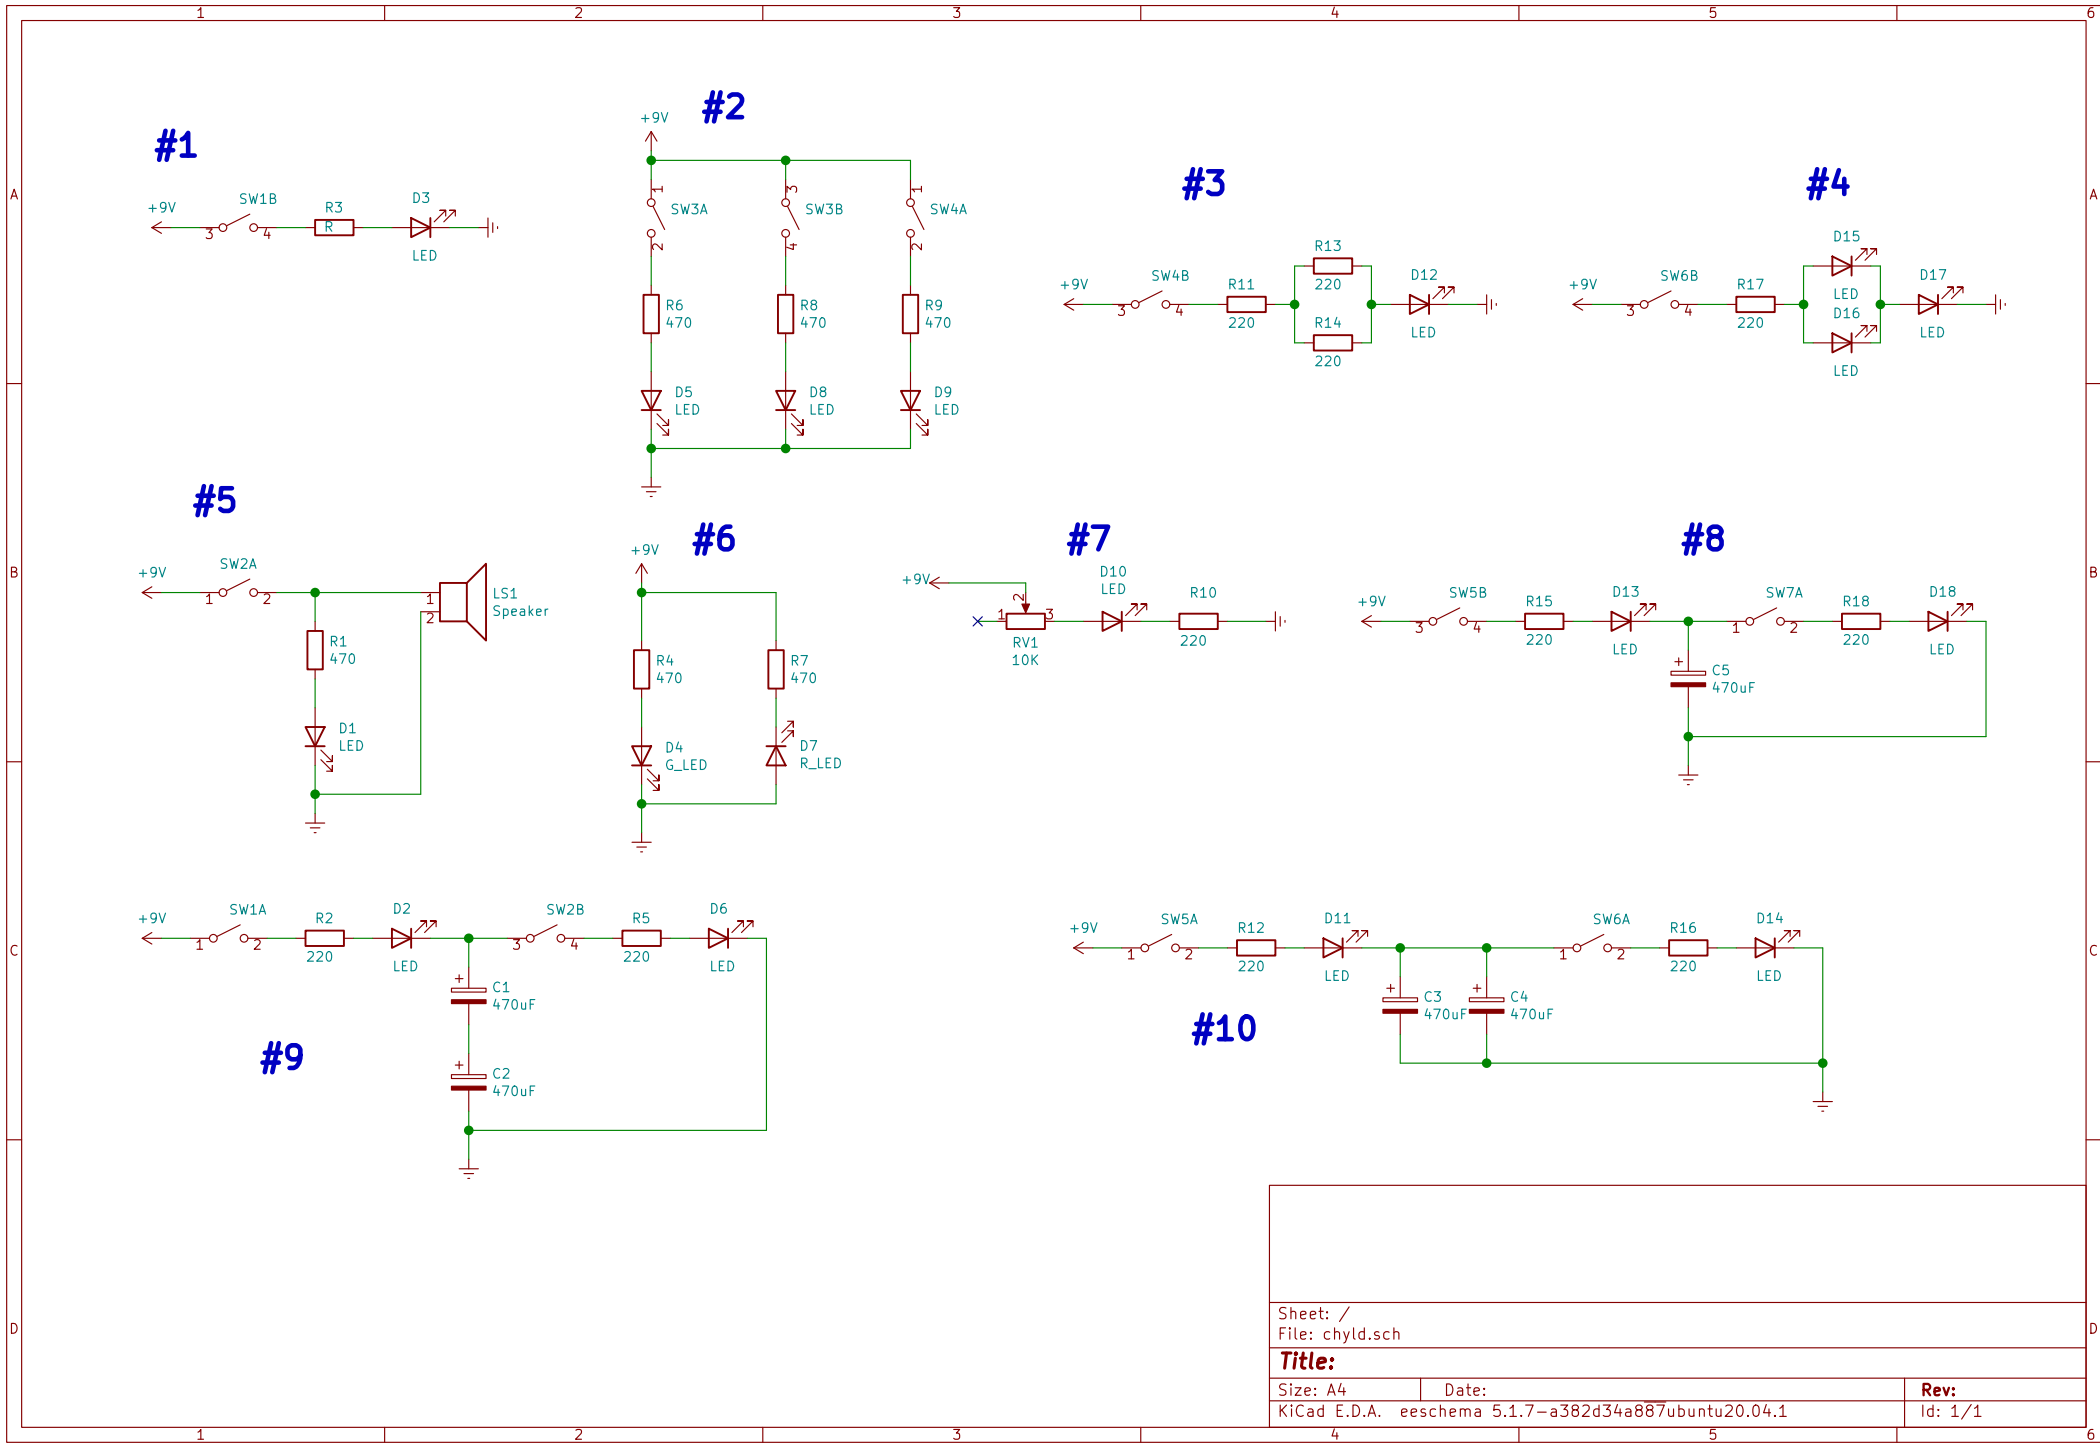 1 2 3 4 5 6
A A
#1
+9V
SW1B
3 4
R3
R
D3
LED
#2
+9V
1
SW3A
2
3
SW3B
4
1
SW4A
2
R6
470
R8
470
R9
470
D5
LED
D8
LED
D9
LED
#3
+9V
SW4B
3 4
R11
220
R13
220
R14
220
D12
LED
#4
+9V
SW6B
3 4
R17
220
D15
LED
D16
LED
D17
LED
B B
#5
+9V
SW2A
1 2
1
2
LS1
Speaker
R1
470
D1
LED
#6
+9V
R4
470
R7
470
D4
G_LED
D7
R_LED
#7
+9V
2
1 3
RV1
10K
D10
LED
R10
220
#8
+9V
SW5B
3 4
R15
220
D13
LED
SW7A
1 2
R18
220
D18
LED
+
C5
470uF
C C
+9V
SW1A
1 2
R2
220
D2
LED
SW2B
3 4
R5
220
D6
LED
+
C1
470uF
#9
+
C2
470uF
+9V
SW5A
1 2
R12
220
D11
LED
SW6A
1 2
R16
220
D14
LED
+
C3
470uF
+
C4
470uF
#10
D D
Sheet: /
File: chyld.sch
Title:
Size: A4 Date: Rev:
KiCad E.D.A. eeschema 5.1.7-a382d34a887ubuntu20.04.1 Id: 1/1
1 2 3 4 5 6